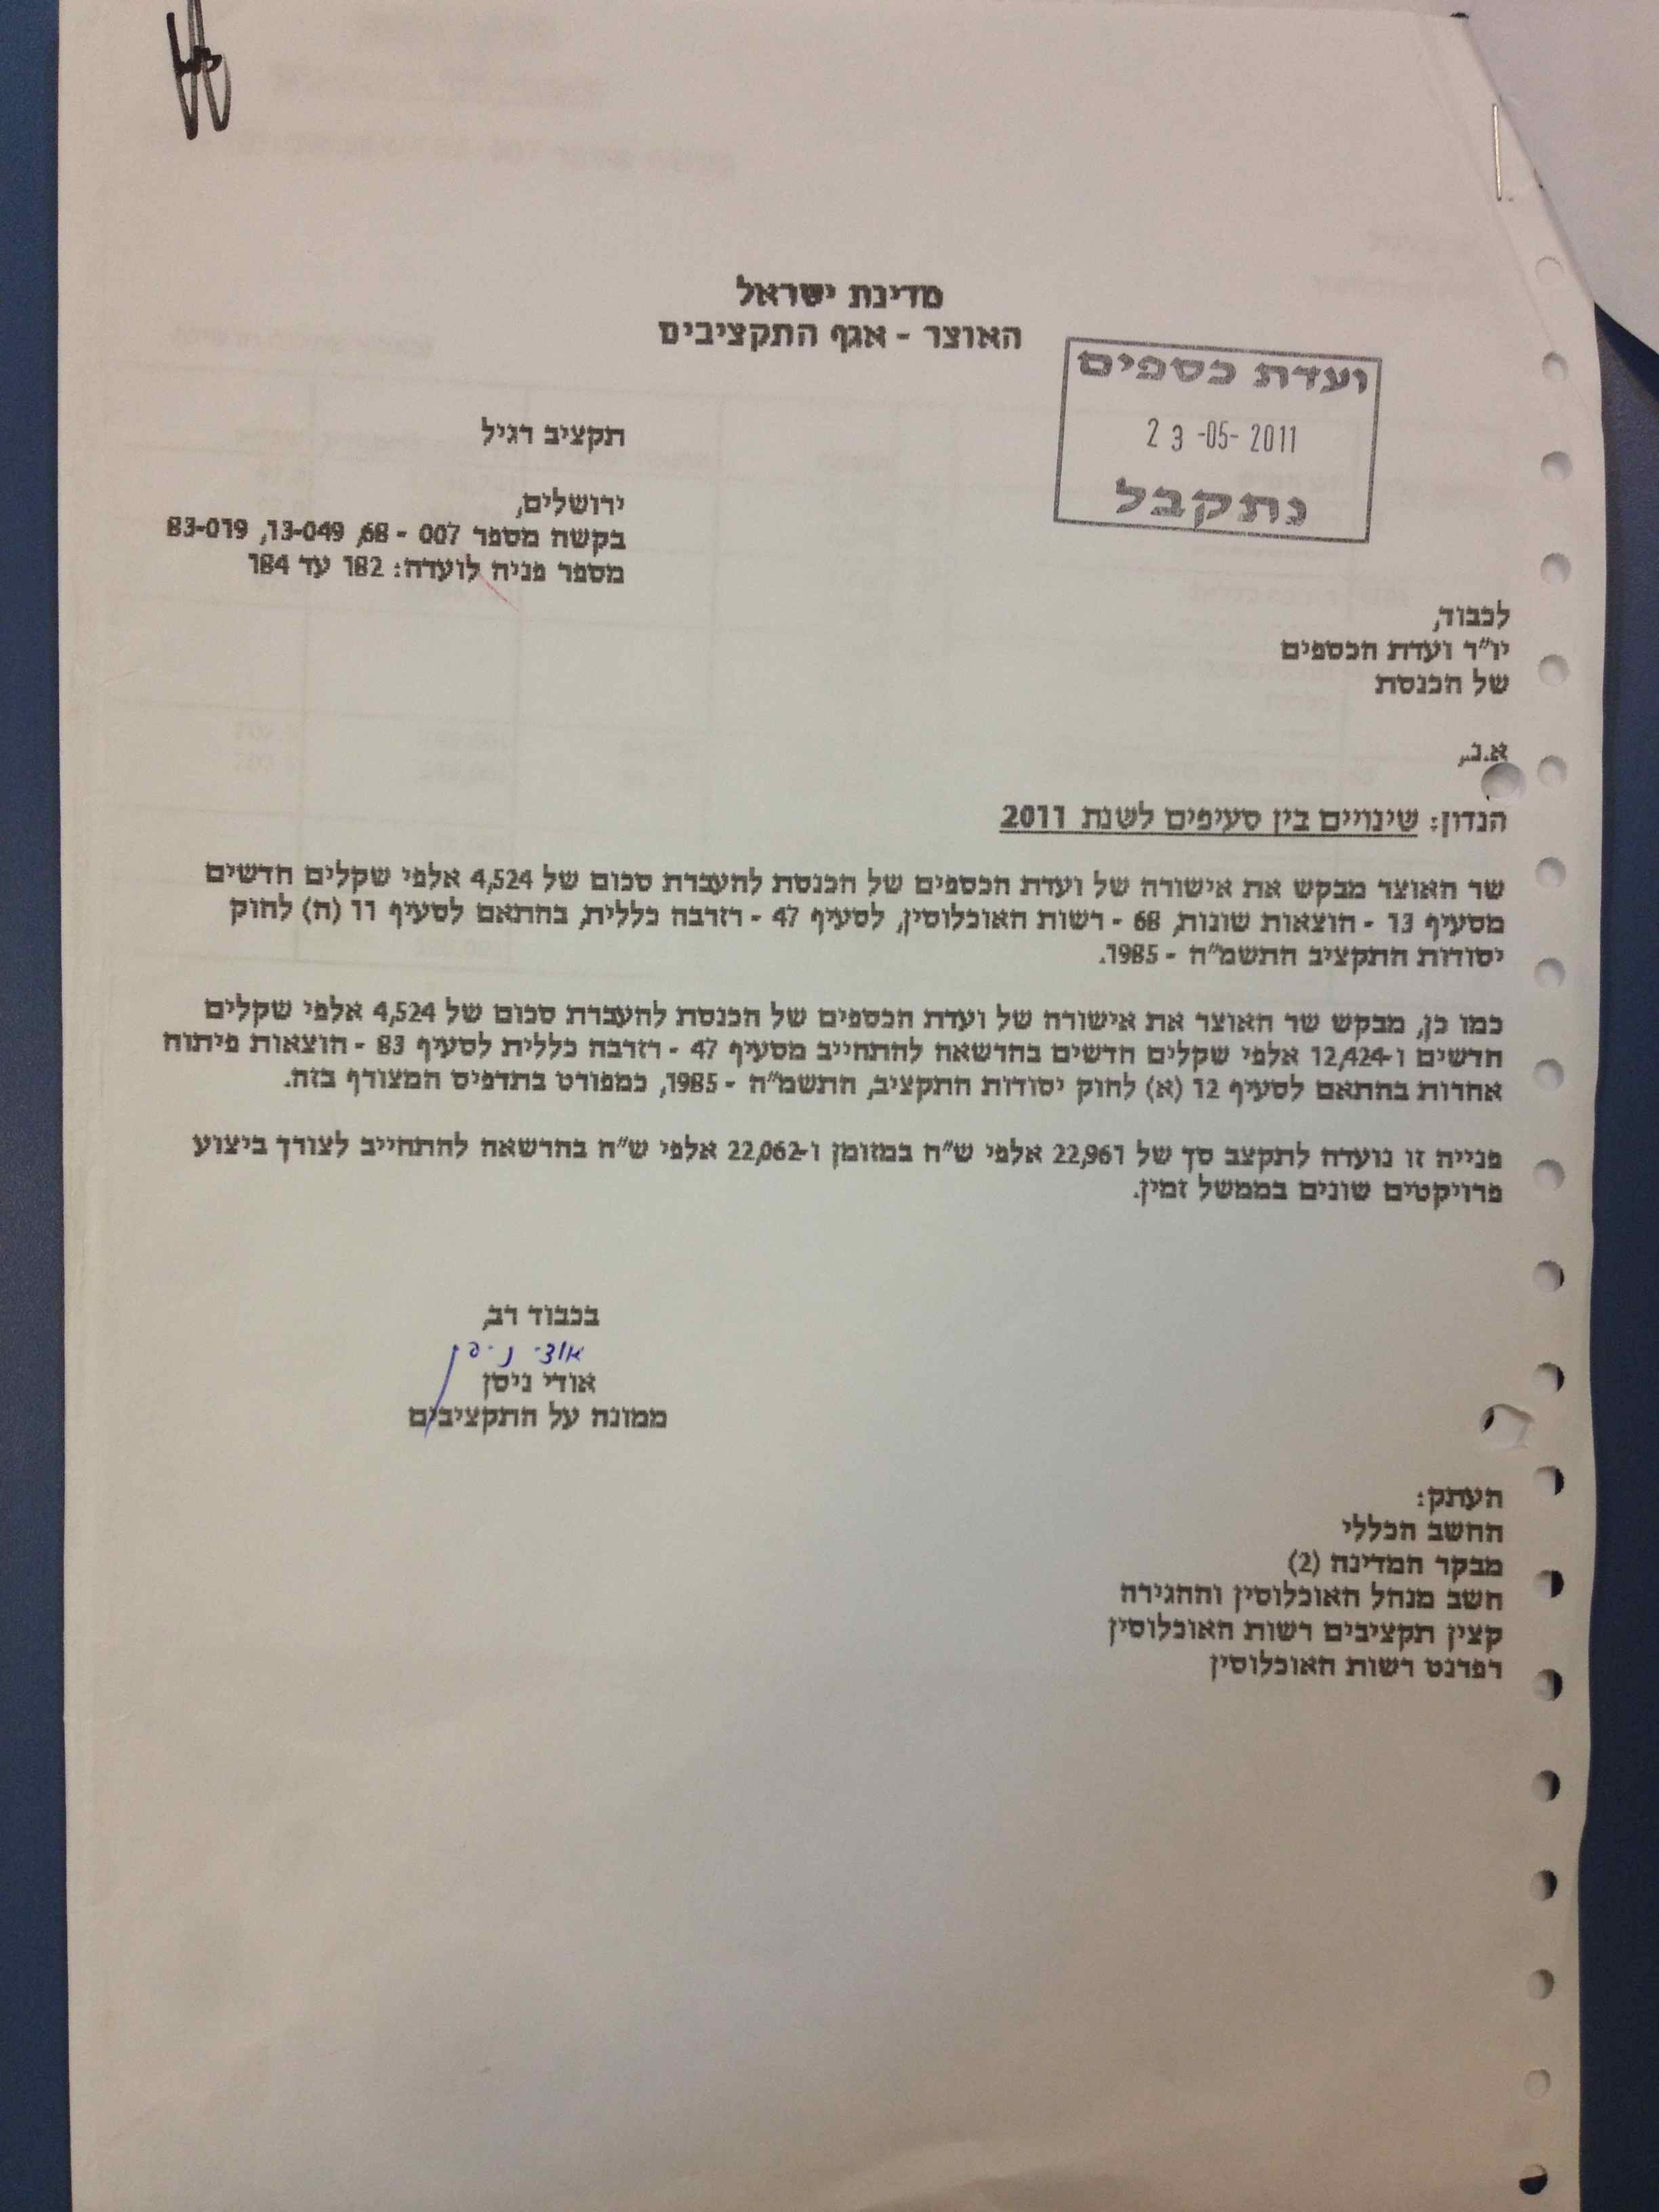 מדינת ישראל
האוצר - אגף התקציבים
ועדת כספים
23-05-2011
נתקבל
תקציב רגיל
ירושלים,
בקשה מספר 007 - 68, 13-049, 83-019
מספר פניה לועדה: 182 עד 184
לכבוד,
יו"ר ועדת הכספים
של הכנסת
א.נ.,
הנדון: שינויים בין סעיפים לשנת 2011
שר האוצר מבקש את אישורה של ועדת הכספים של הכנסת להעברת סכום של 4,524 אלפי שקלים חדשים
מסעיף 13 - הוצאות שונות, 68 - רשות האוכלוסין, לסעיף 47 - רזרבה כללית, בהתאם לסעיף 11 (ה) לחוק
יסודות התקציב התשמ"ה - 1985.
כמו כן, מבקש שר האוצר את אישורה של ועדת הכספים של הכנסת להעברת סכום של 4,524 אלפי שקלים
חדשים ו-12,424 אלפי שקלים חדשים בהרשאה להתחייב מסעיף 47 - רזרבה כללית לסעיף 83 - הוצאות פיתוח
אחרות בהתאם לסעיף 12 (א) לחוק יסודות התקציב, התשמ"ה - 1985, כמפורט בתדפיס המצורף בזה.
פנייה זו נועדה לתקצב סך של 22,961 אלפי ש"ח במזומן ו-22,062 אלפי ש"ח בהרשאה להתחייב לצורך ביצוע
פרויקטים שונים בממשל זמין.
בכבוד רב,
אודי ניסן
אודי ניסן
ממונה על התקציבים
העתק:
החשב הכללי
מבקר המדינה (2)
חשב מנהל האוכלוסין וההגירה
קצין תקציבים רשות האוכלוסין
רפרנט רשות האוכלוסין